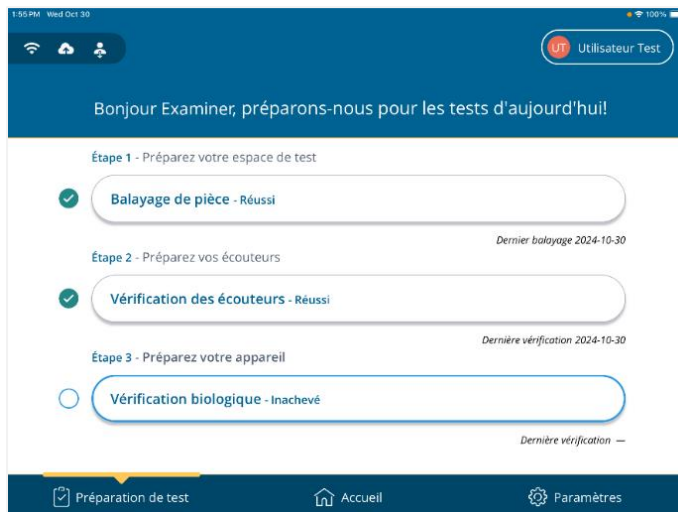 1:55 PM Wed Oct 30
100%
UT Utilisateur Test
Bonjour Examiner, préparons-nous pour les tests d'aujourd'hui!
Étape 1 - Préparez votre espace de test
Balayage de pièce - Réussi
Dernier balayage 2024-10-30
Étape 2 - Préparez vos écouteurs
Vérification des écouteurs - Réussi
Dernière vérification 2024-10-30
Étape 3 - Préparez votre appareil
Vérification biologique - Inachevé
Dernière vérification —
Préparation de test
Accueil
Paramètres